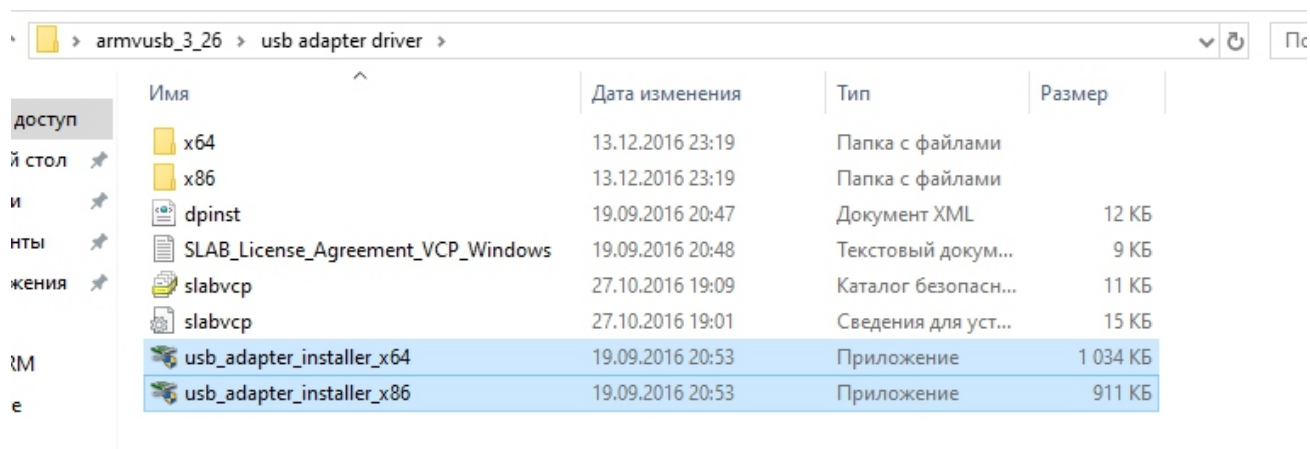 armvusb_3_26 > usb adapter driver > По
Имя Дата изменения Тип Размер
доступ
x64 13.12.2016 23:19 Папка с файлами
й стол
x86 13.12.2016 23:19 Папка с файлами
и
dpinst 19.09.2016 20:47 Документ XML 12 КБ
нты
SLAB_License_Agreement_VCP_Windows 19.09.2016 20:48 Текстовый докум... 9 КБ
жения
slabvcp 27.10.2016 19:09 Каталог безопасн... 11 КБ
slabvcp 27.10.2016 19:01 Сведения для уст... 15 КБ
RM
usb_adapter_installer_x64 19.09.2016 20:53 Приложение 1 034 КБ
е
usb_adapter_installer_x86 19.09.2016 20:53 Приложение 911 КБ